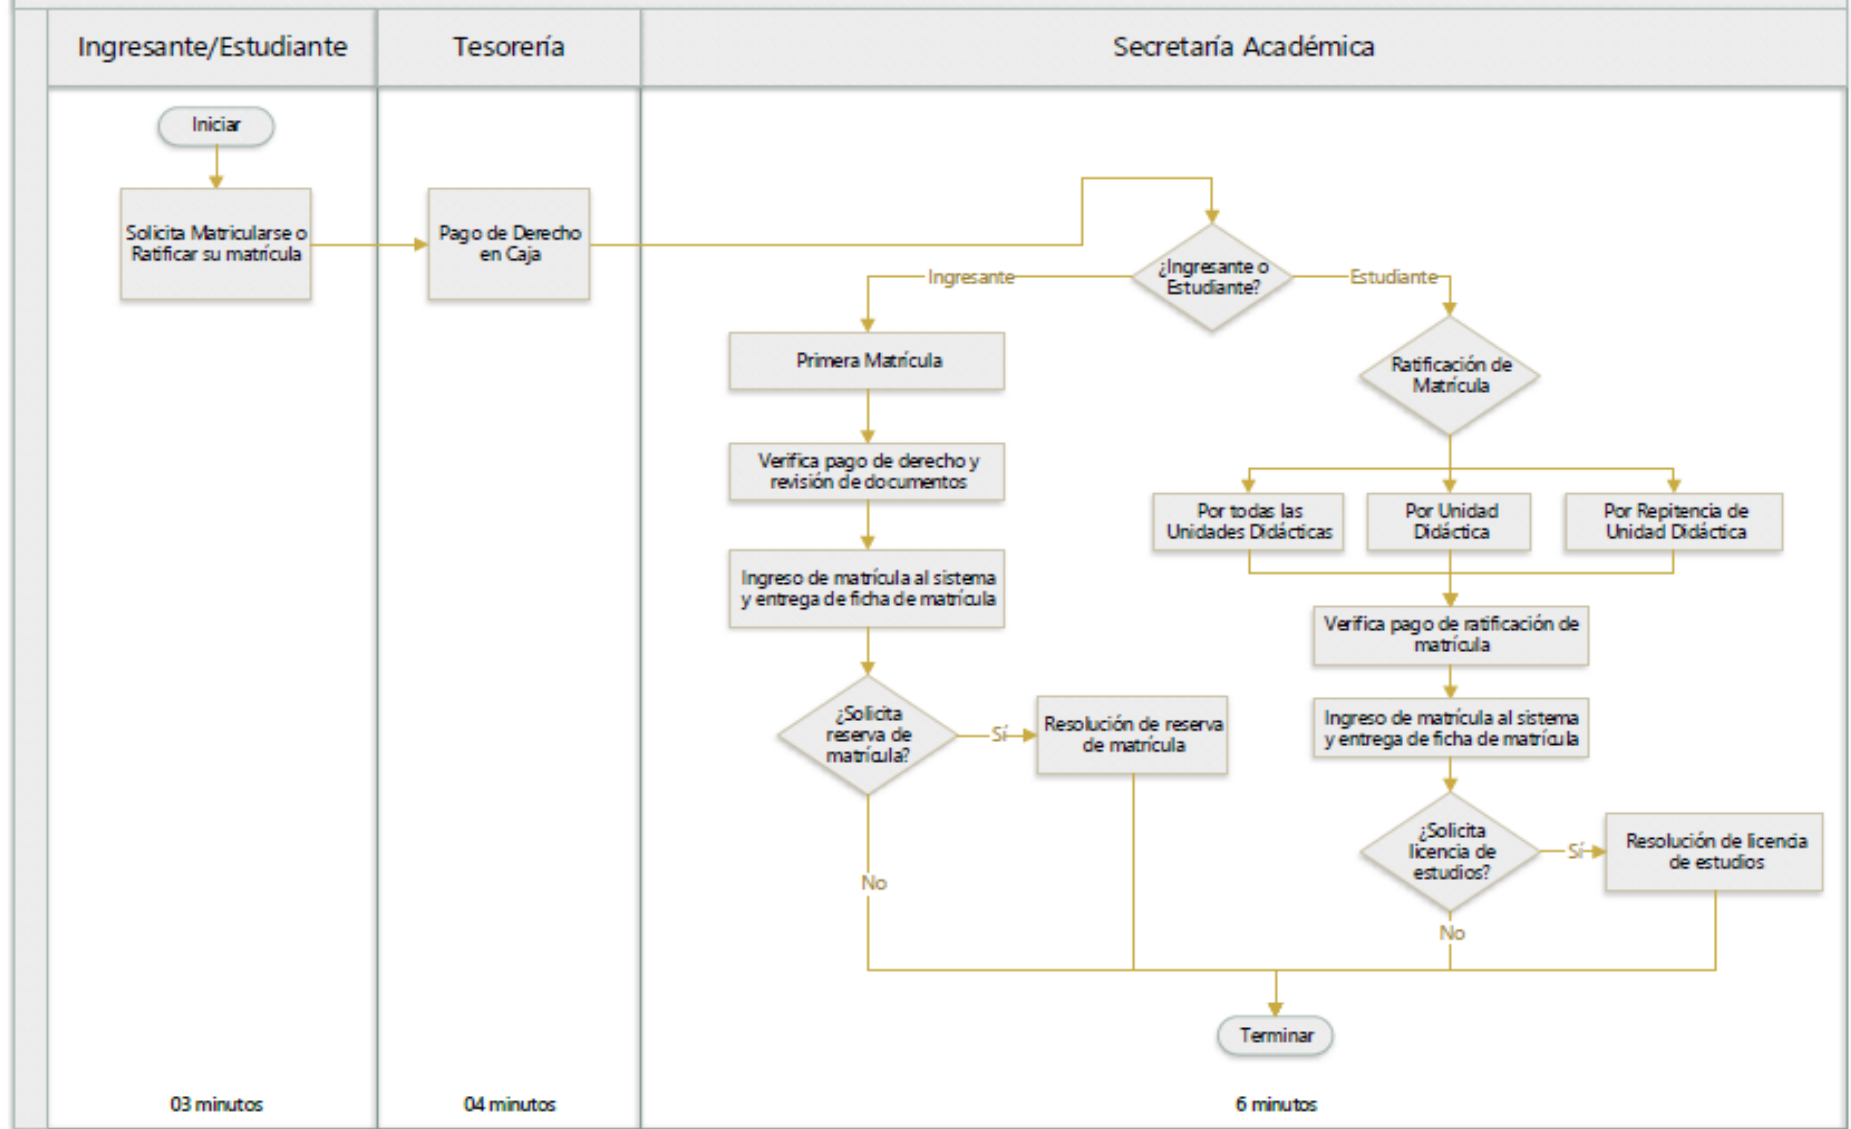 Ingresante/Estudiante
Tesorería
Secretaría Académica
Iniciar
Solicita Matricularse o
Ratificar su matrícula
Pago de Derecho
en Caja
¿Ingresante o
Estudiante?
Ingresante
Estudiante
Primera Matrícula
Ratificación de
Matrícula
Verifica pago de derecho y
revisión de documentos
Por todas las
Unidades Didácticas
Por Unidad
Didáctica
Por Repitencia de
Unidad Didáctica
Ingreso de matrícula al sistema
y entrega de ficha de matrícula
Verifica pago de ratificación de
matrícula
¿Solicita
reserva de
matrícula?
Sí
Resolución de reserva
de matrícula
Ingreso de matrícula al sistema
y entrega de ficha de matrícula
¿Solicita
licencia de
estudios?
Sí
Resolución de licencia
de estudios
No
No
Terminar
03 minutos
04 minutos
6 minutos